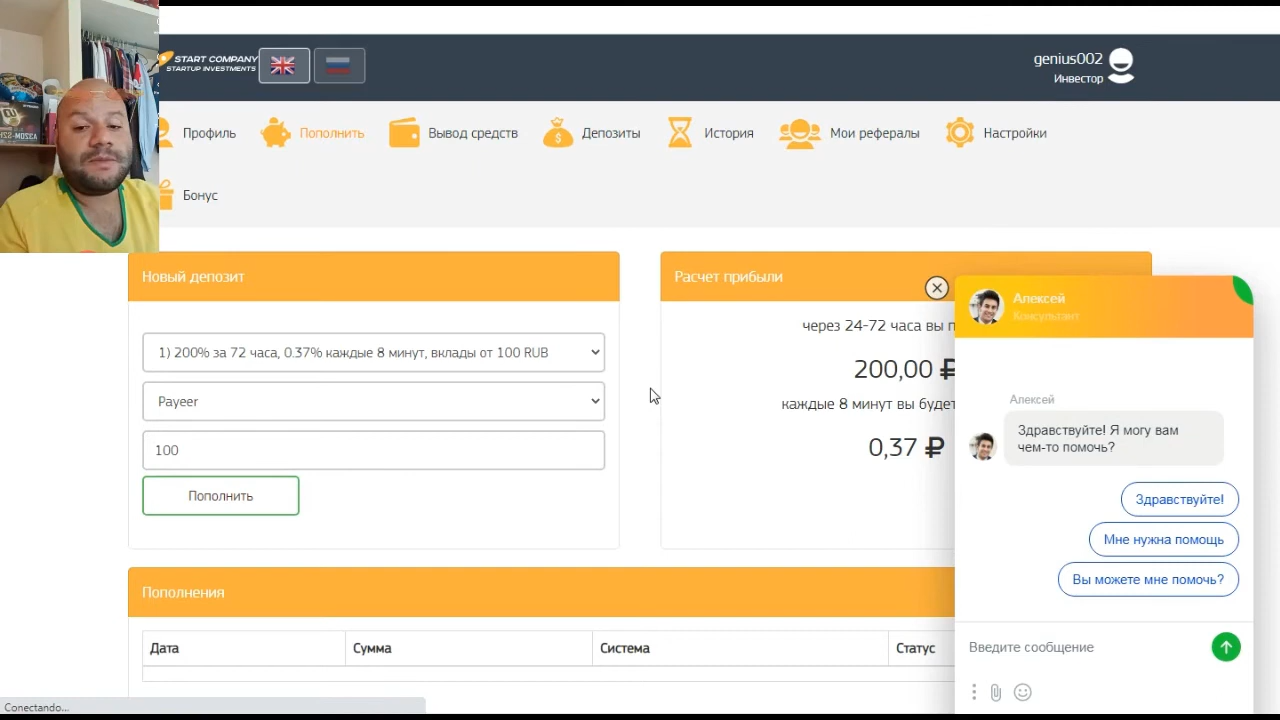 START COMPANY
STARTUP INVESTMENTS
genius002
Инвестор
Профиль
Пополнить
Вывод средств
Депозиты
История
Мои рефералы
Настройки
Бонус
Новый депозит
1) 200% за 72 часа, 0.37% каждые 8 минут, вклады от 100 RUB
Payeer
100
Пополнить
Расчет прибыли
через 24-72 часа вы п
200,00 ₽
каждые 8 минут вы будет
0,37 ₽
Пополнения
Дата
Сумма
Система
Статус
Алексей
Консультант
Алексей
Здравствуйте! Я могу вам
чем-то помочь?
Здравствуйте!
Мне нужна помощь
Вы можете мне помочь?
Введите сообщение
Conectando...